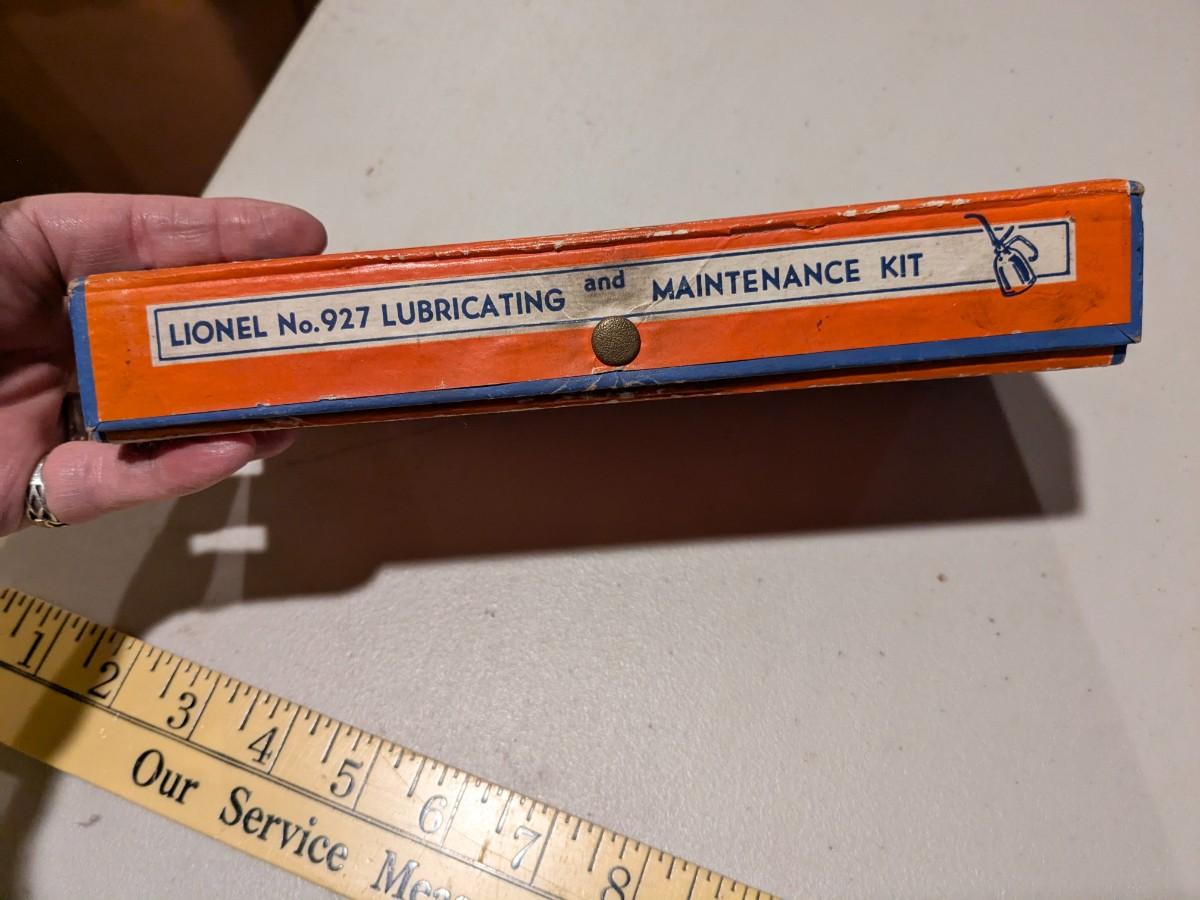 LIONEL No.927 LUBRICATING and MAINTENANCE KIT
1 2 3 4 5 6 7 8
Our Service